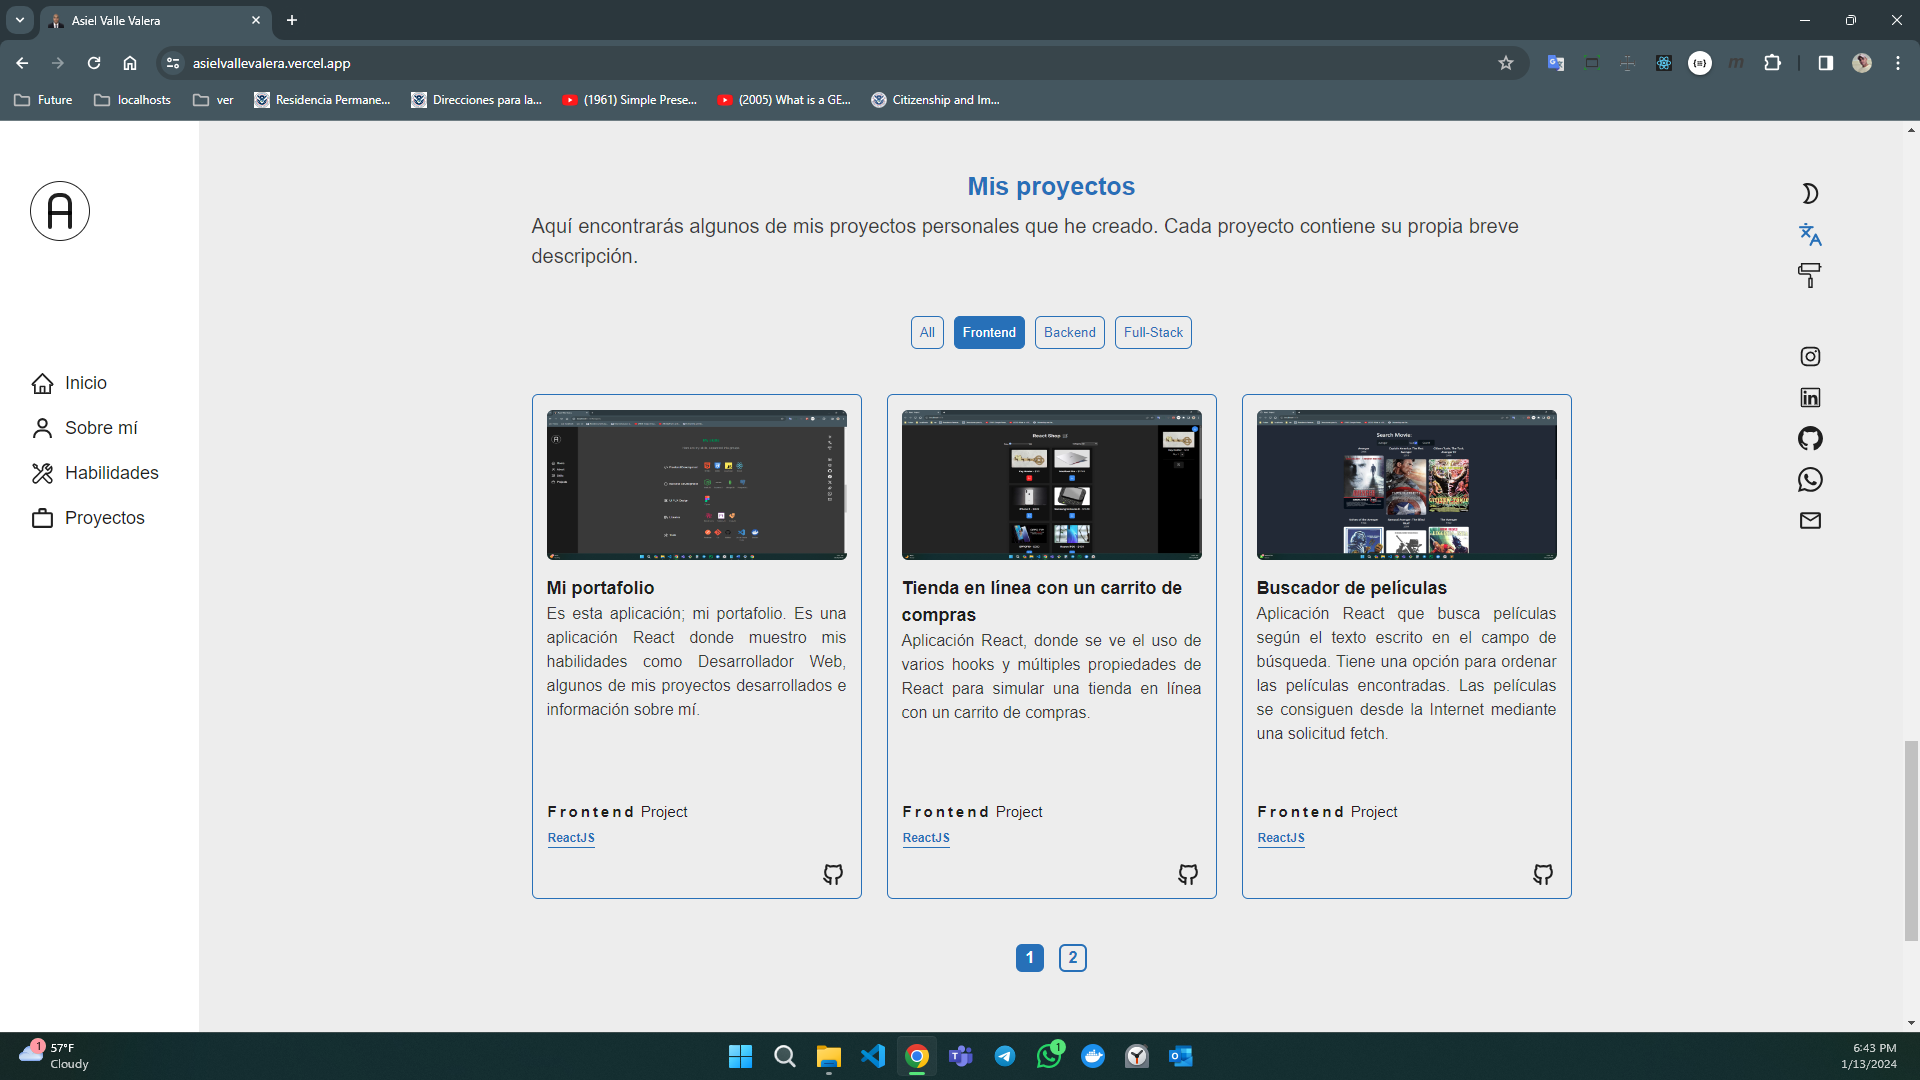 Asiel Valle Valera
asielvallevalera.vercel.app
Future
localhosts
ver
Residencia Permane...
Direcciones para la...
(1961) Simple Prese...
(2005) What is a GE...
Citizenship and Im...
A
Inicio
Sobre mí
Habilidades
Proyectos
Mis proyectos
Aquí encontrarás algunos de mis proyectos personales que he creado. Cada proyecto contiene su propia breve
descripción.
All
Frontend
Backend
Full-Stack
Mi portafolio
Es esta aplicación; mi portafolio. Es una
aplicación React donde muestro mis
habilidades como Desarrollador Web,
algunos de mis proyectos desarrollados e
información sobre mí.
Frontend Project
ReactJS
React Shop
Tienda en línea con un carrito de
compras
Aplicación React, donde se ve el uso de
varios hooks y múltiples propiedades de
React para simular una tienda en línea
con un carrito de compras.
Frontend Project
ReactJS
Search Movie:
Buscador de películas
Aplicación React que busca películas
según el texto escrito en el campo de
búsqueda. Tiene una opción para ordenar
las películas encontradas. Las películas
se consiguen desde la Internet mediante
una solicitud fetch.
Frontend Project
ReactJS
1
2
1
57°F
Cloudy
1
6:43 PM
1/13/2024